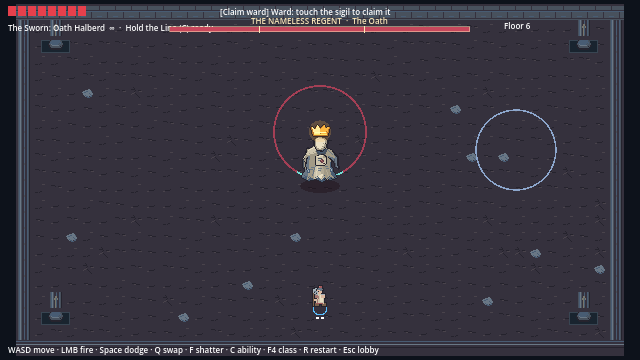 [Claim ward] Ward: touch the sigil to claim it
THE NAMELESS REGENT · The Oath
The Sworn: Oath Halberd ∞ · Hold the Line (C) ready
Floor 6
WASD move · LMB fire · Space dodge · Q swap · F shatter · C ability · F4 class · R restart · Esc lobby